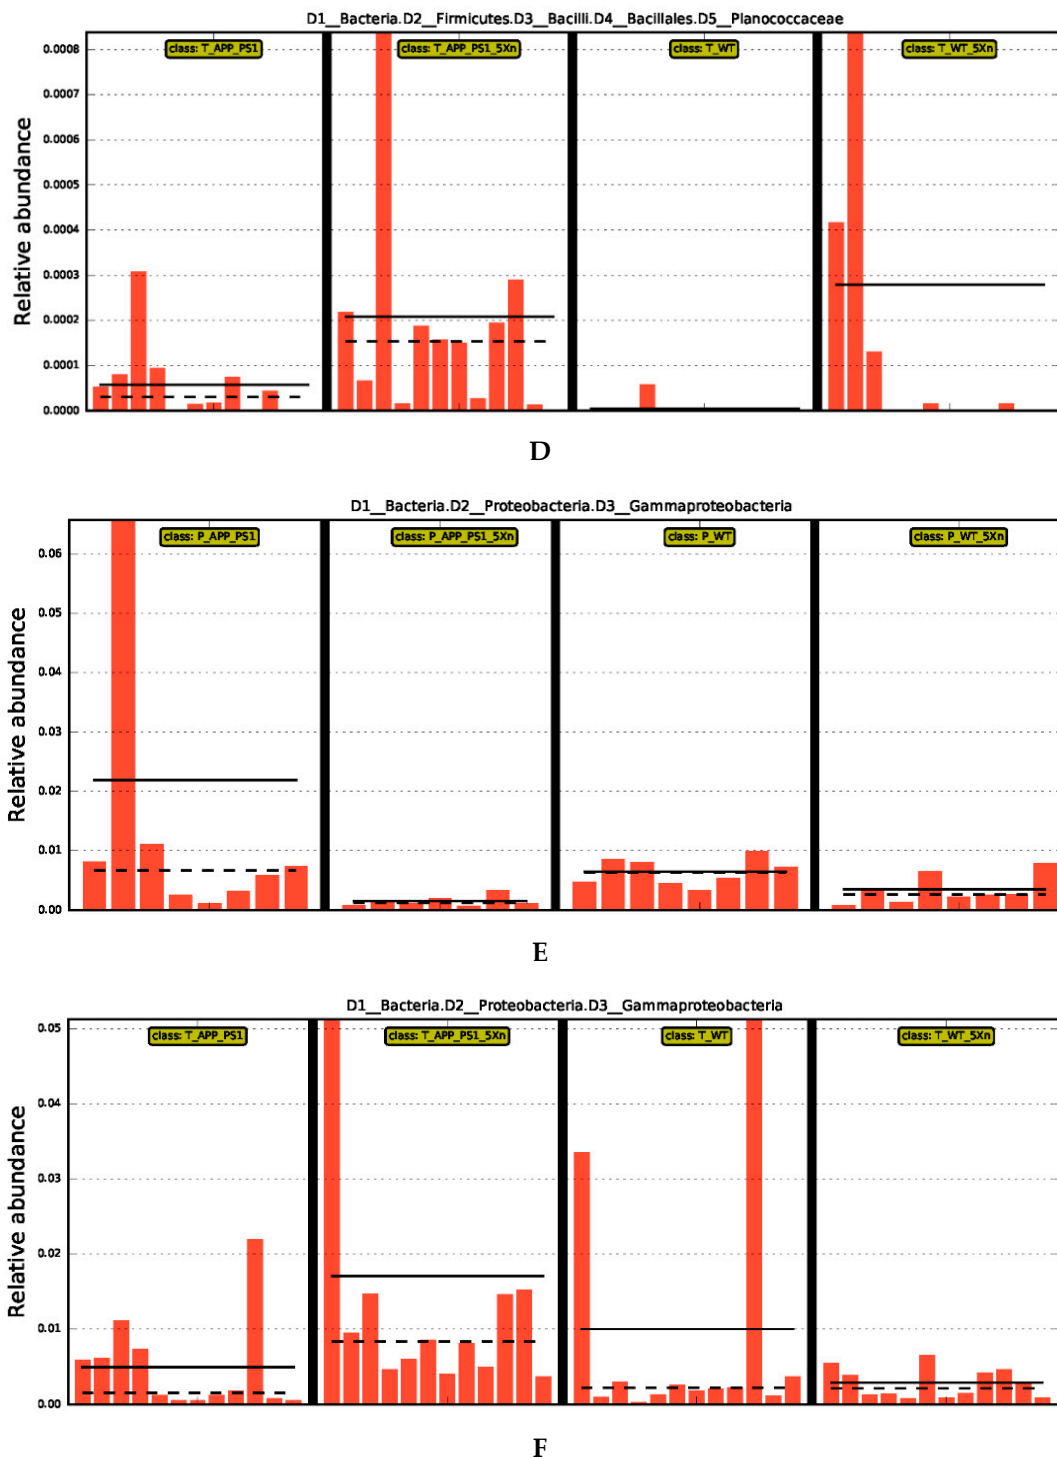 D1__Bacteria.D2__Firmicutes.D3__Bacilli.D4__Bacillales.D5__Planococcaceae
class: T_APP_PS1 class: T_APP_PS1_5Xn class: T_WT class: T_WT_5Xn
Relative abundance
0.0008
0.0007
0.0006
0.0005
0.0004
0.0003
0.0002
0.0001
0.0000
D
D1__Bacteria.D2__Proteobacteria.D3__Gammaproteobacteria
class: P_APP_PS1 class: P_APP_PS1_5Xn class: P_WT class: P_WT_5Xn
Relative abundance
0.06
0.05
0.04
0.03
0.02
0.01
0.00
E
D1__Bacteria.D2__Proteobacteria.D3__Gammaproteobacteria
class: T_APP_PS1 class: T_APP_PS1_5Xn class: T_WT class: T_WT_5Xn
Relative abundance
0.05
0.04
0.03
0.02
0.01
0.00
F